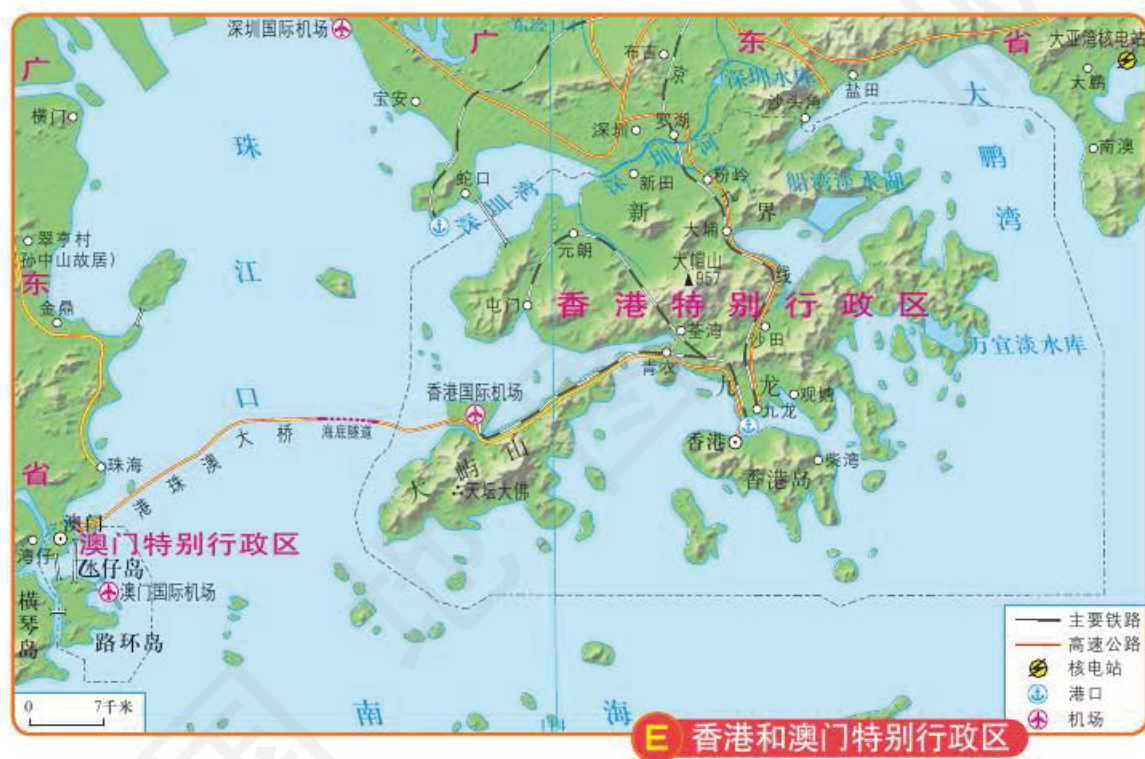 深圳国际机场
广
东
省
大亚湾核电站
布吉
京
深圳水库
大鹏
盐田
沙头角
大
鹏
湾
广
横门
宝安
珠
江
口
深圳
罗湖
南澳
深
圳
河
新田
粉岭
九
船湾淡水湖
蛇口
深圳湾
新
界
翠亨村
(孙中山故居)
元朗
大埔
大帽山
957
线
东
金鼎
屯门
香港特别行政区
荃湾
沙田
万宜淡水库
青衣
香港国际机场
九龙
观塘
九龙
大桥
海底隧道
香港
柴湾
省
珠海
港珠澳
大屿山
天坛大佛
香港岛
澳门
澳门特别行政区
湾仔
氹仔岛
澳门国际机场
横琴岛
路环岛
主要铁路
高速公路
核电站
港口
机场
0 7千米
南
海
114
E 香港和澳门特别行政区